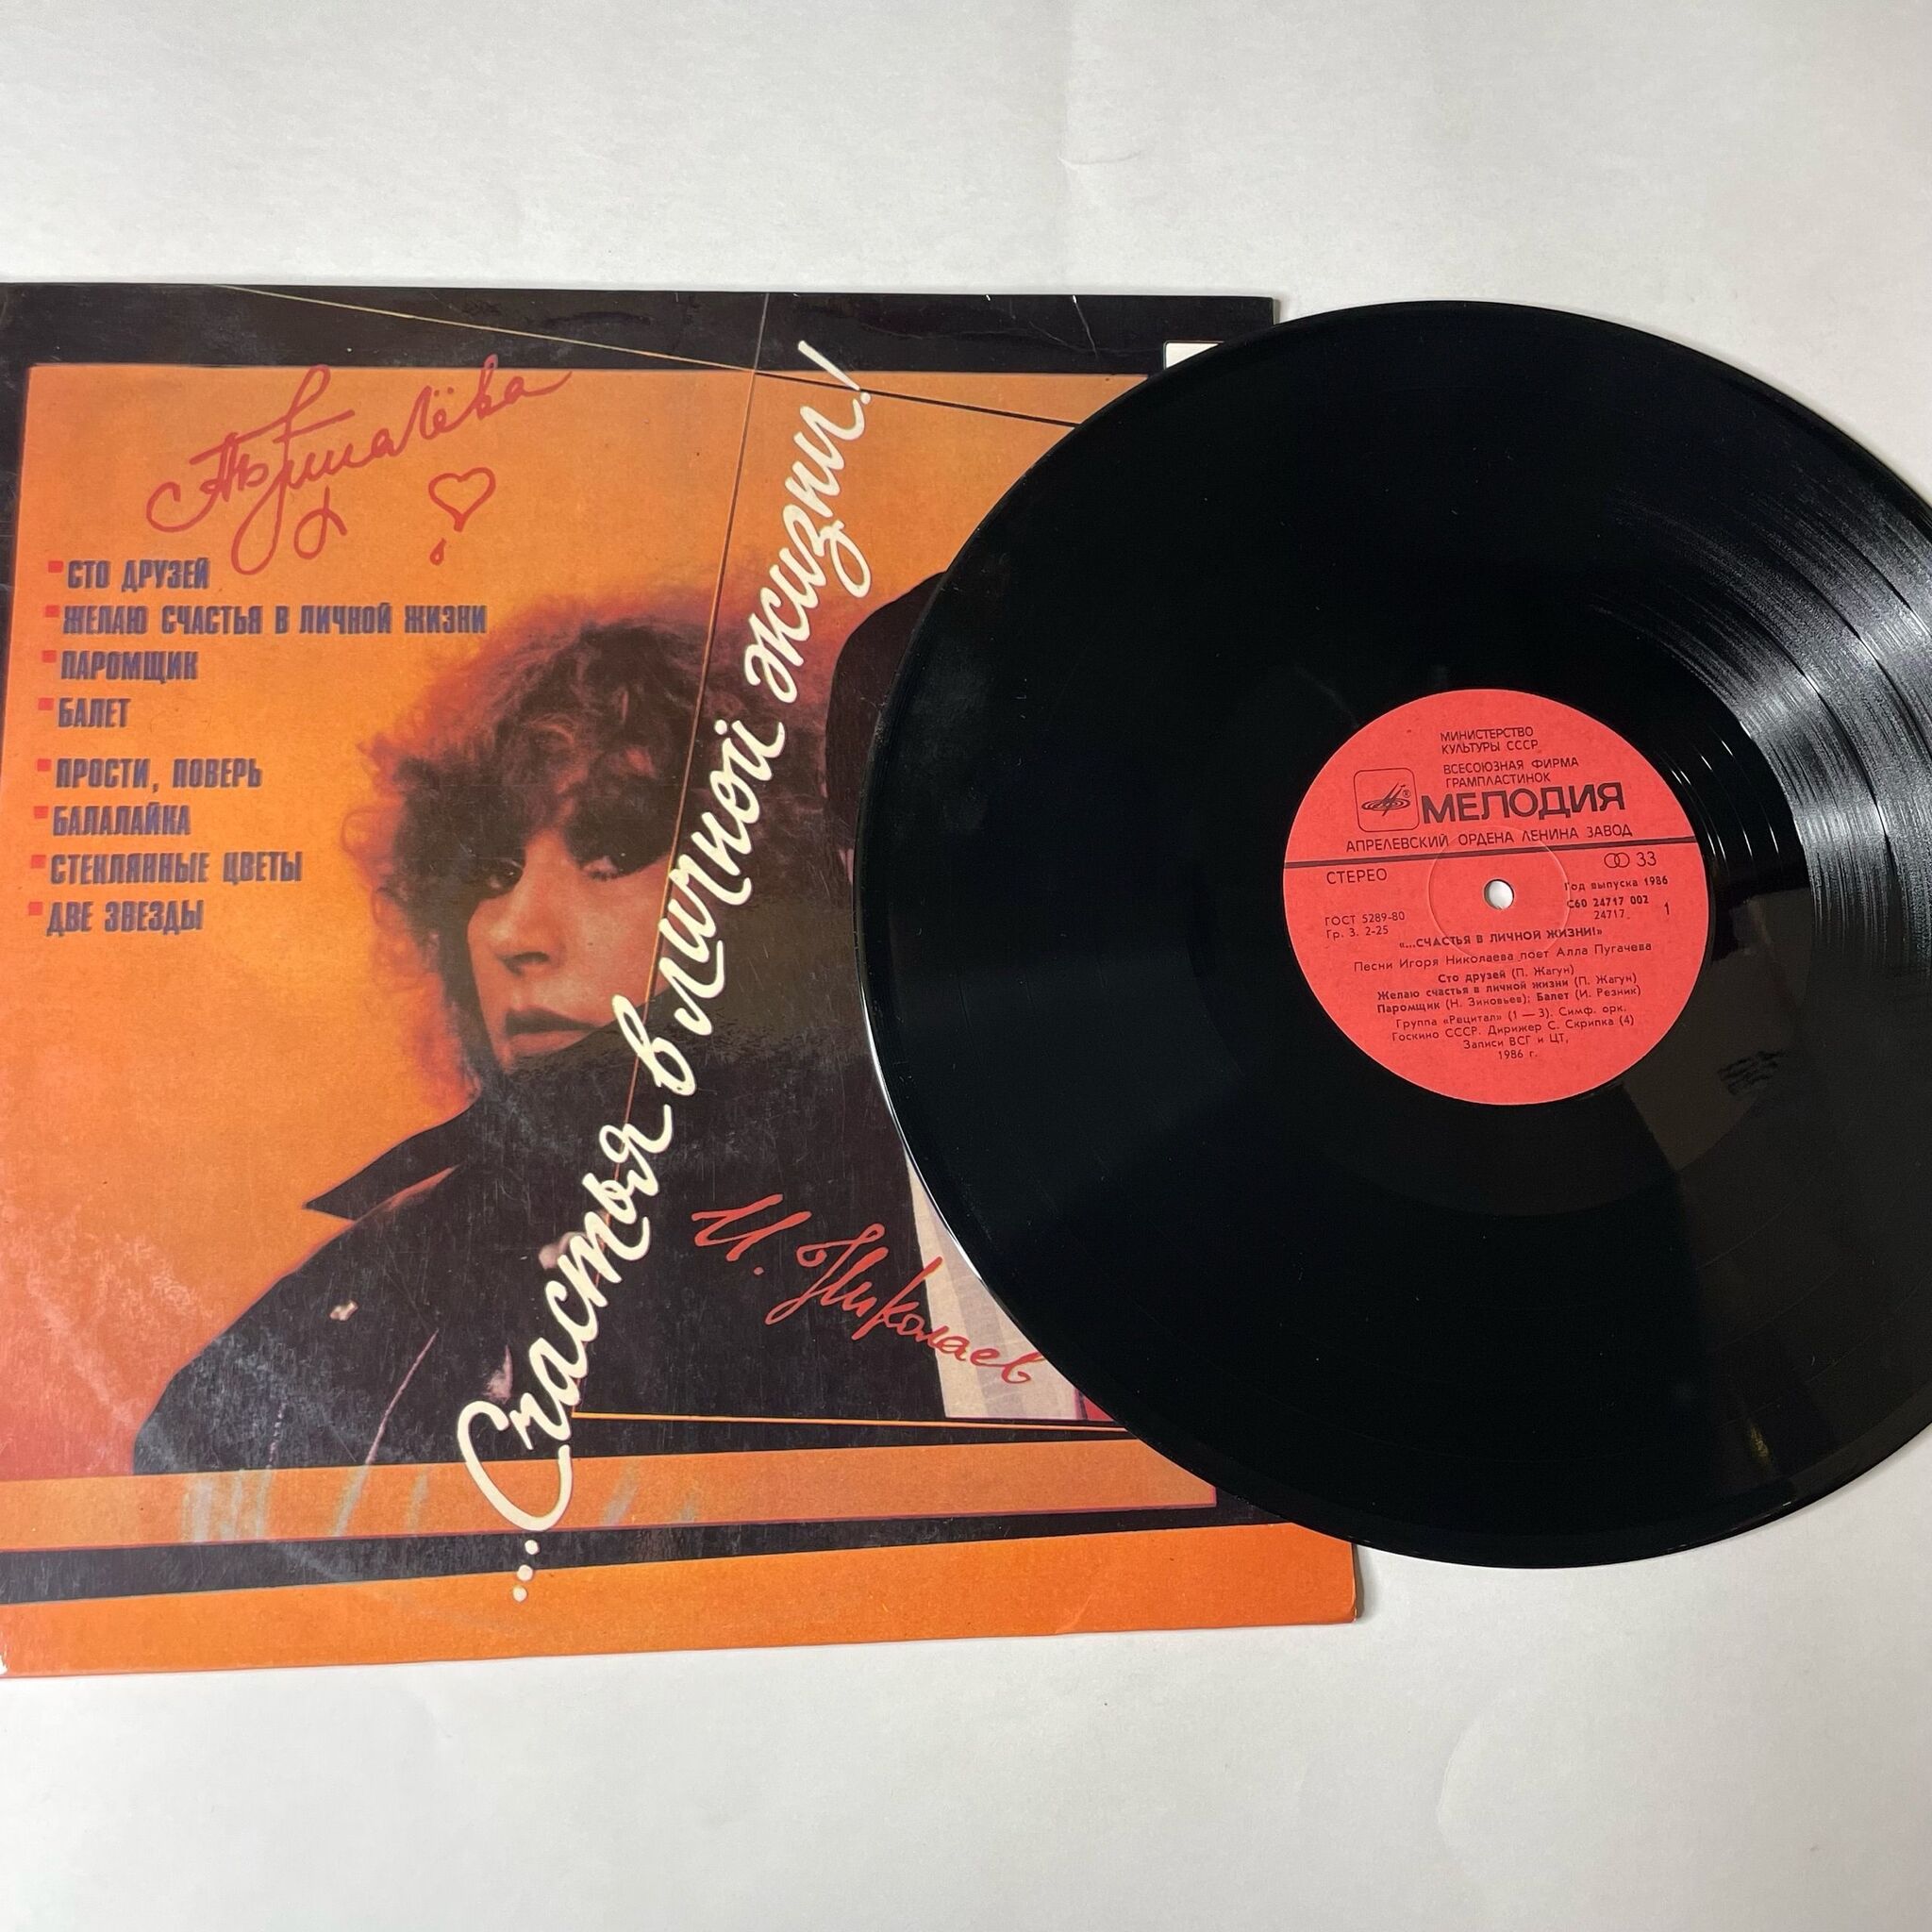 Пугачёва
СТО ДРУЗЕЙ
ЖЕЛАЮ СЧАСТЬЯ В ЛИЧНОЙ ЖИЗНИ
ПАРОМЩИК
БАЛЕТ
ПРОСТИ, ПОВЕРЬ
БАЛАЛАЙКА
СТЕКЛЯННЫЕ ЦВЕТЫ
ДВЕ ЗВЕЗДЫ
...Счастья в личной жизни!
И. Николаев
МИНИСТЕРСТВО
КУЛЬТУРЫ СССР
ВСЕСОЮЗНАЯ ФИРМА
ГРАМПЛАСТИНОК
МЕЛОДИЯ
АПРЕЛЕВСКИЙ ОРДЕНА ЛЕНИНА ЗАВОД
СТЕРЕО
33
Год выпуска 1986
ГОСТ 5289-80
Гр. 3. 2-25
С60 24717 002
24717
1
«...СЧАСТЬЯ В ЛИЧНОЙ ЖИЗНИ!»
Песни Игоря Николаева поет Алла Пугачева
Сто друзей (П. Жагун)
Желаю счастья в личной жизни (П. Жагун)
Паромщик (Н. Зиновьев); Балет (И. Резник)
Группа «Рецитал» (1 — 3). Симф. орк.
Госкино СССР. Дирижер С. Скрипка (4)
Записи ВСГ и ЦТ,
1986 г.